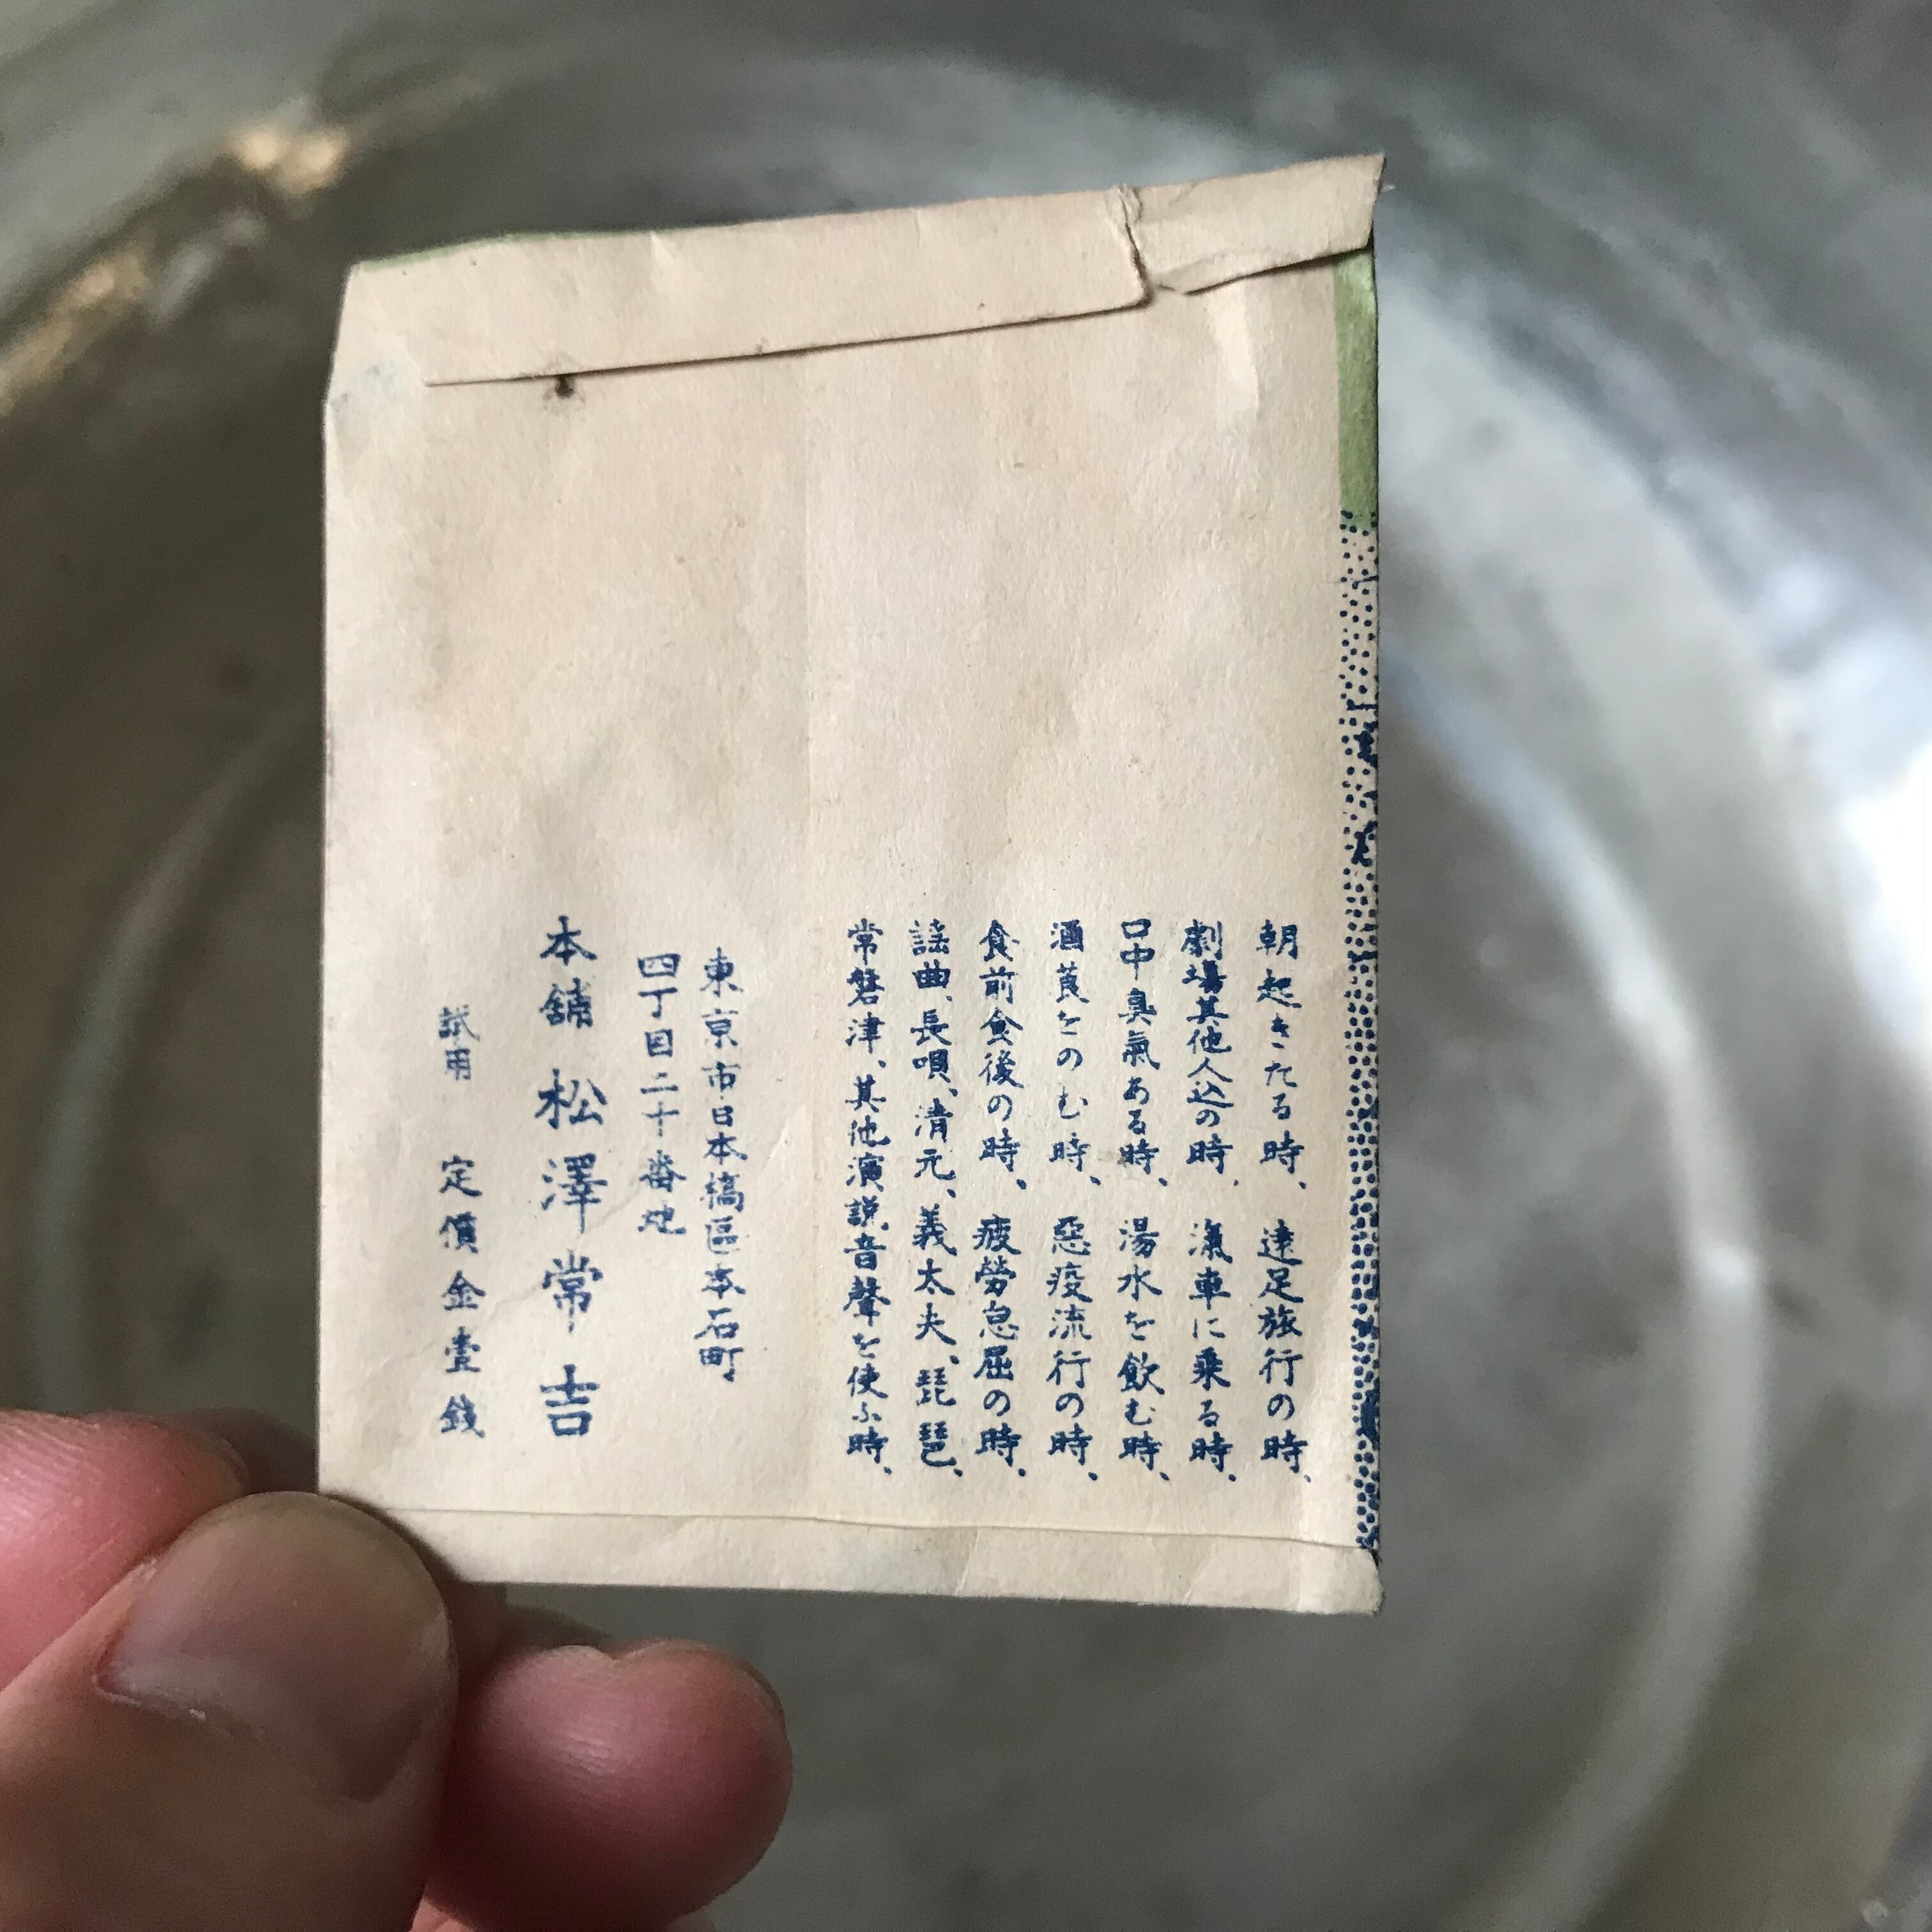 朝起きたる時、遠足旅行の時、
劇場其他人込の時、滊車に乗る時、
口中臭氣ある時、湯水を飲む時、
酒莨をのむ時、惡疫流行の時、
食前食後の時、疲勞怠屈の時、
謡曲、長唄、清元、義太夫、琵琶、
常磐津、其他演説音聲を使ふ時、
東京市日本橋區本石町
四丁目二十番地
本舗 松澤常吉
試用 定價金壹錢